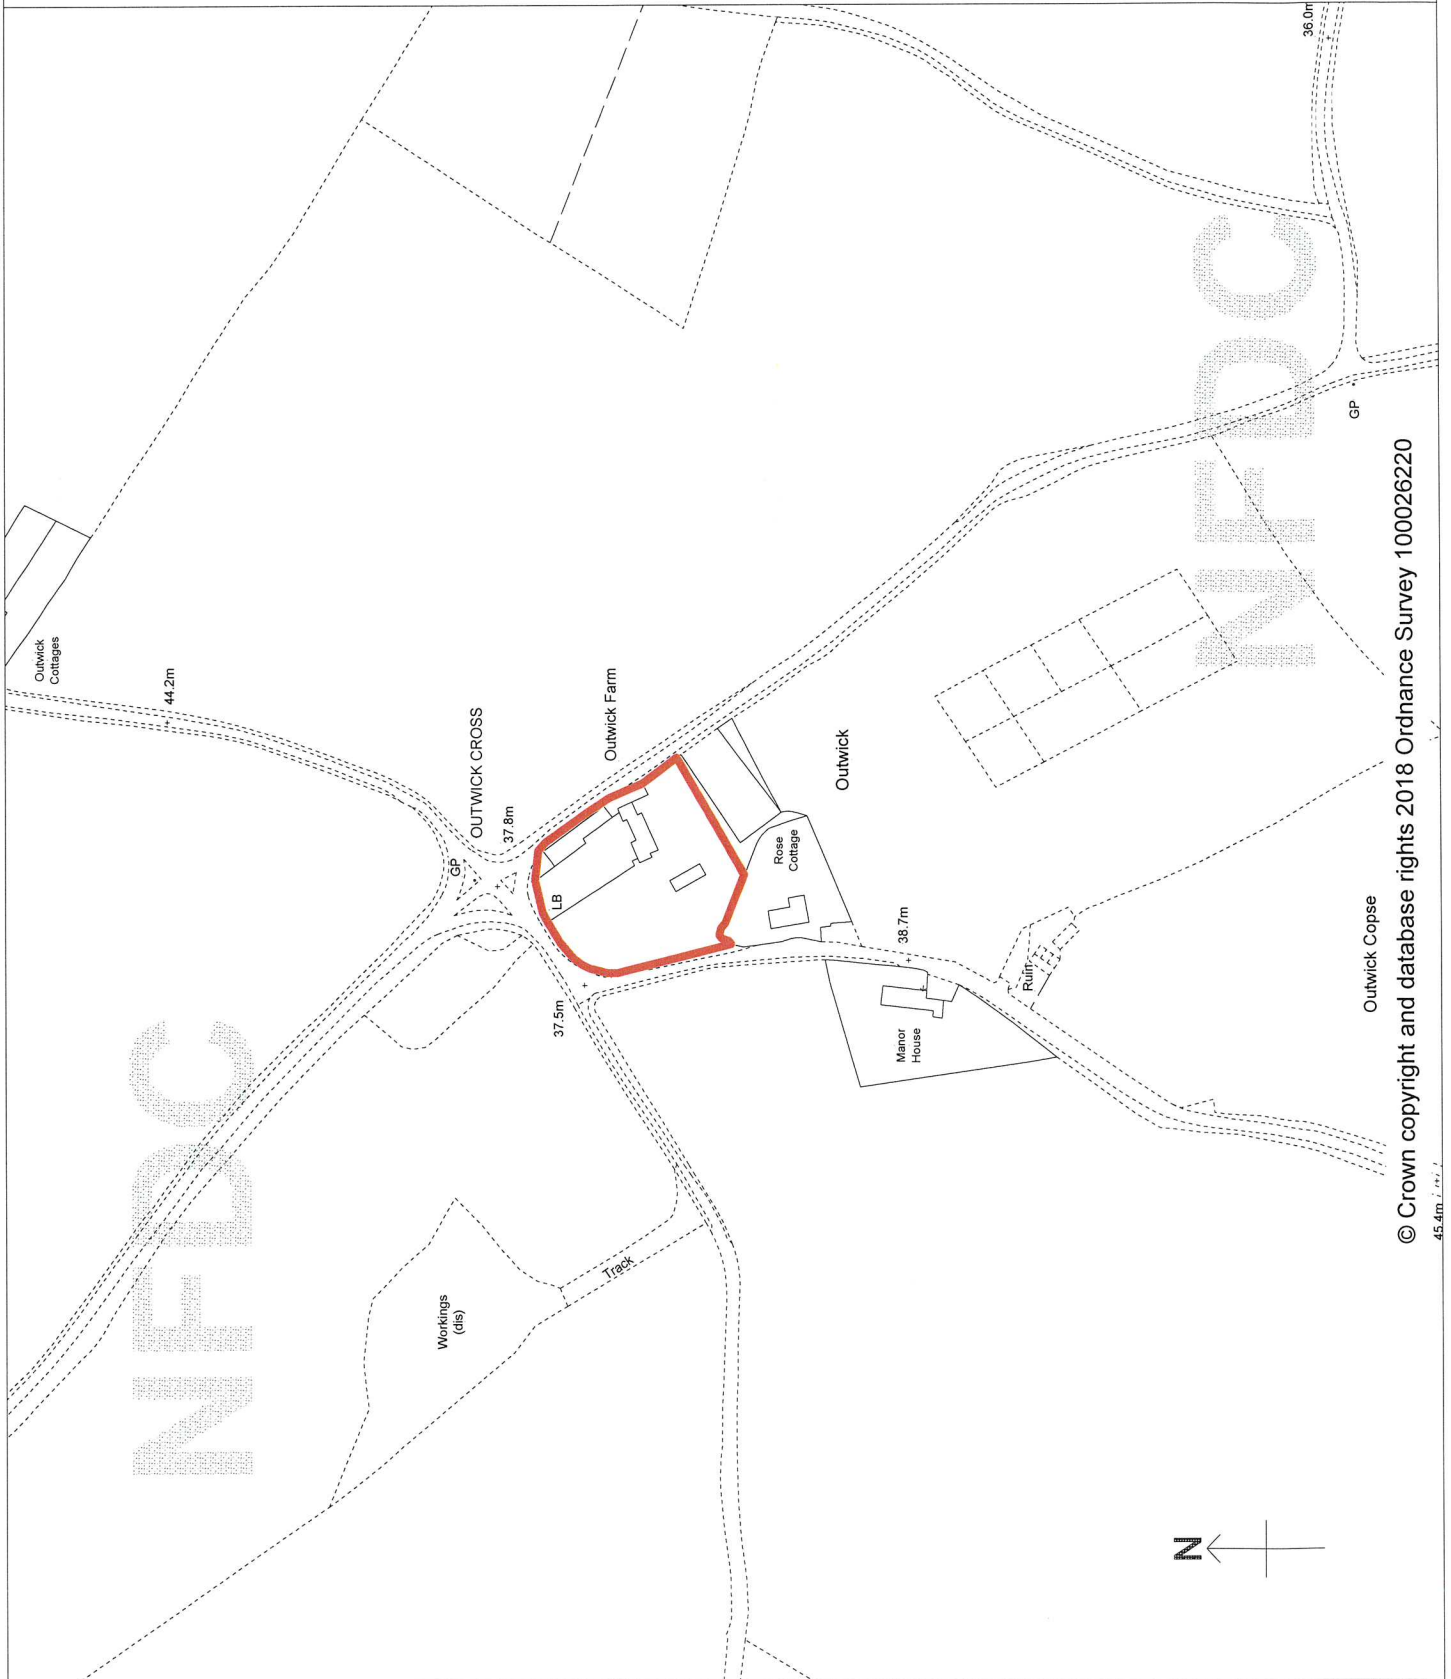 Outwick
Cottages
44.2m
NFDC
Workings
(dis)
GP
OUTWICK CROSS
37.8m
LB
37.5m
Outwick Farm
Track
Rose
Cottage
Outwick
Manor
House
38.7m
Ruin
N
NFDC
36.0m
GP
Outwick Copse
© Crown copyright and database rights 2018 Ordnance Survey 100026220
45.4m